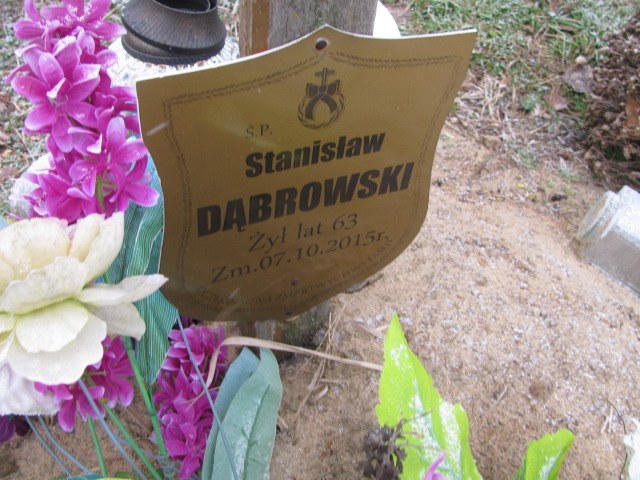 Ś.P.
Stanisław
DĄBROWSKI
Żył lat 63
Zm.07.10.2015r.